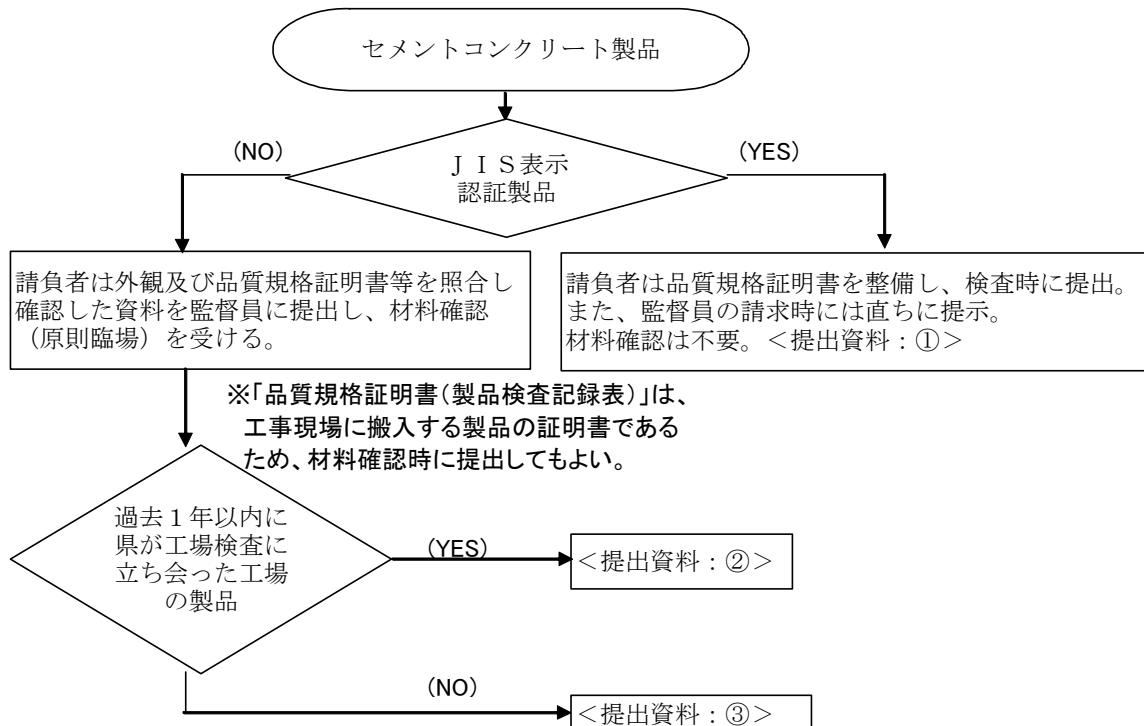 セメントコンクリート製品
(NO)
(YES)
ＪＩＳ表示
認証製品
請負者は外観及び品質規格証明書等を照合し
確認した資料を監督員に提出し、材料確認
（原則臨場）を受ける。
請負者は品質規格証明書を整備し、検査時に提出。
また、監督員の請求時には直ちに提示。
材料確認は不要。＜提出資料：①＞
※「品質規格証明書（製品検査記録表）」は、
工事現場に搬入する製品の証明書である
ため、材料確認時に提出してもよい。
過去１年以内に
県が工場検査に
立ち会った工場
の製品
(YES)
＜提出資料：②＞
(NO)
＜提出資料：③＞